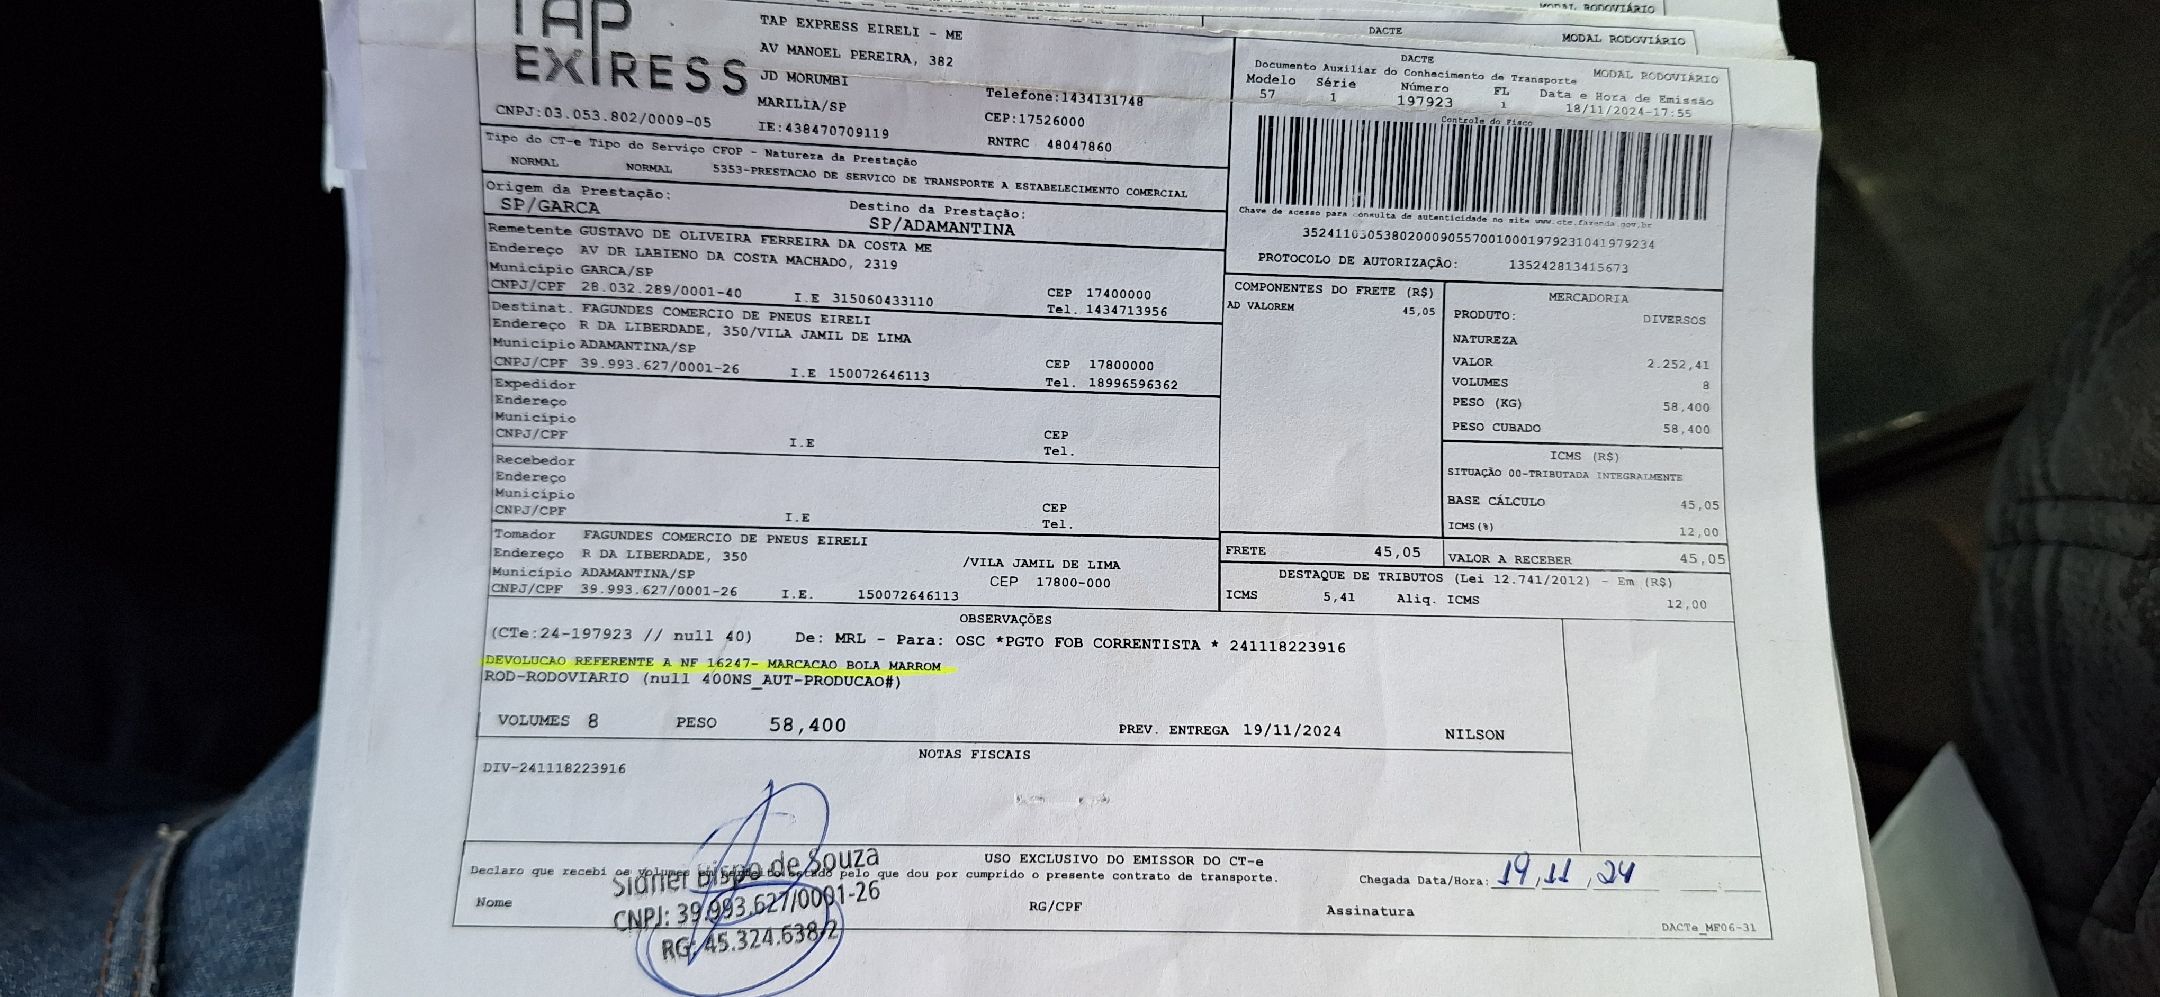 MODAL RODOVIÁRIO
DACTE
MODAL RODOVIÁRIO
TAP
EXPRESS
CNPJ:03.053.802/0009-05
TAP EXPRESS EIRELI - ME
AV MANOEL PEREIRA, 382
JD MORUMBI
MARILIA/SP
IE:438470709119
Telefone:1434131748
CEP:17526000
RNTRC 48047860
DACTE
Documento Auxiliar do Conhecimento de Transporte MODAL RODOVIÁRIO
Modelo Série Número FL Data e Hora de Emissão
57 1 197923 1 18/11/2024-17:55
Controle do Fisco
Chave de acesso para consulta de autenticidade no site www.cte.fazenda.gov.br
35241103053802000905570010001979231041979234
PROTOCOLO DE AUTORIZAÇÃO: 135242813415673
Tipo do CT-e Tipo do Serviço CFOP - Natureza da Prestação
NORMAL NORMAL 5353-PRESTACAO DE SERVICO DE TRANSPORTE A ESTABELECIMENTO COMERCIAL
Origem da Prestação: Destino da Prestação:
SP/GARCA SP/ADAMANTINA
Remetente GUSTAVO DE OLIVEIRA FERREIRA DA COSTA ME
Endereço AV DR LABIENO DA COSTA MACHADO, 2319
Município GARCA/SP CEP 17400000
CNPJ/CPF 28.032.289/0001-40 I.E 315060433110 Tel. 1434713956
Destinat. FAGUNDES COMERCIO DE PNEUS EIRELI
Endereço R DA LIBERDADE, 350/VILA JAMIL DE LIMA
Município ADAMANTINA/SP CEP 17800000
CNPJ/CPF 39.993.627/0001-26 I.E 150072646113 Tel. 18996596362
Expedidor
Endereço
Município CEP
CNPJ/CPF I.E Tel.
Recebedor
Endereço
Município CEP
CNPJ/CPF I.E Tel.
Tomador FAGUNDES COMERCIO DE PNEUS EIRELI
Endereço R DA LIBERDADE, 350 /VILA JAMIL DE LIMA
Município ADAMANTINA/SP CEP 17800-000
CNPJ/CPF 39.993.627/0001-26 I.E. 150072646113
COMPONENTES DO FRETE (R$)
AD VALOREM 45,05
MERCADORIA
PRODUTO: DIVERSOS
NATUREZA
VALOR 2.252,41
VOLUMES 8
PESO (KG) 58,400
PESO CUBADO 58,400
ICMS (R$)
SITUAÇÃO 00-TRIBUTADA INTEGRALMENTE
BASE CÁLCULO 45,05
ICMS(%) 12,00
FRETE 45,05 VALOR A RECEBER 45,05
DESTAQUE DE TRIBUTOS (Lei 12.741/2012) - Em (R$)
ICMS 5,41 Aliq. ICMS 12,00
OBSERVAÇÕES
(CTe:24-197923 // null 40) De: MRL - Para: OSC *PGTO FOB CORRENTISTA * 241118223916
DEVOLUCAO REFERENTE A NF 16247- MARCACAO BOLA MARROM
ROD-RODOVIARIO (null 400NS_AUT-PRODUCAO#)
VOLUMES 8 PESO 58,400 PREV. ENTREGA 19/11/2024 NILSON
NOTAS FISCAIS
DIV-241118223916
USO EXCLUSIVO DO EMISSOR DO CT-e
Declaro que recebi os volumes em perfeito estado pelo que dou por cumprido o presente contrato de transporte. Chegada Data/Hora: 19,11,24
Nome RG/CPF Assinatura
Sidnei Bispo de Souza
CNPJ: 39.993.627/0001-26
RG: 45.324.638-2
DACTe_MF06-31